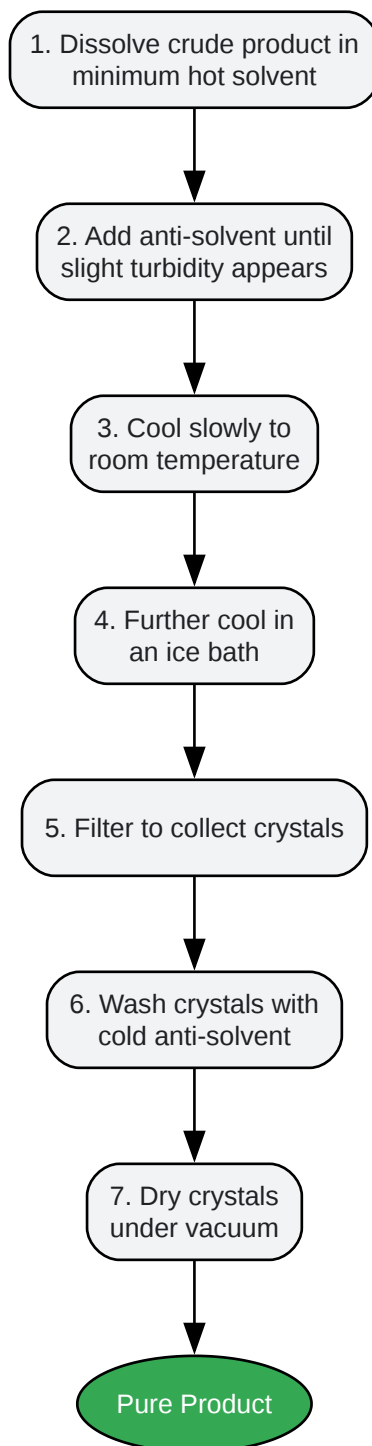 1. Dissolve crude product in
minimum hot solvent
2. Add anti-solvent until
slight turbidity appears
3. Cool slowly to
room temperature
4. Further cool in
an ice bath
5. Filter to collect crystals
6. Wash crystals with
cold anti-solvent
7. Dry crystals
under vacuum
Pure Product